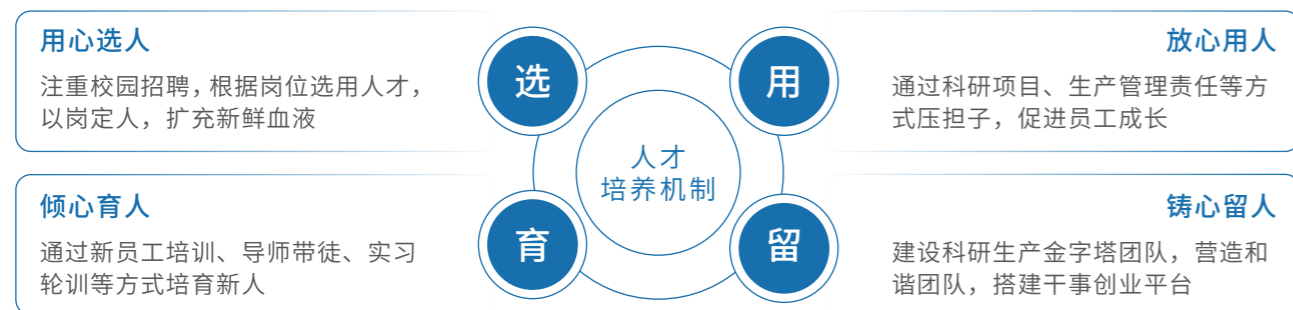 用心选人
注重校园招聘，根据岗位选用人才，
以岗定人，扩充新鲜血液
选
用
放心用人
通过科研项目、生产管理责任等方
式压担子，促进员工成长
人才
培养机制
倾心育人
通过新员工培训、导师带徒、实习
轮训等方式培育新人
育
留
铸心留人
建设科研生产金字塔团队，营造和
谐团队，搭建干事创业平台